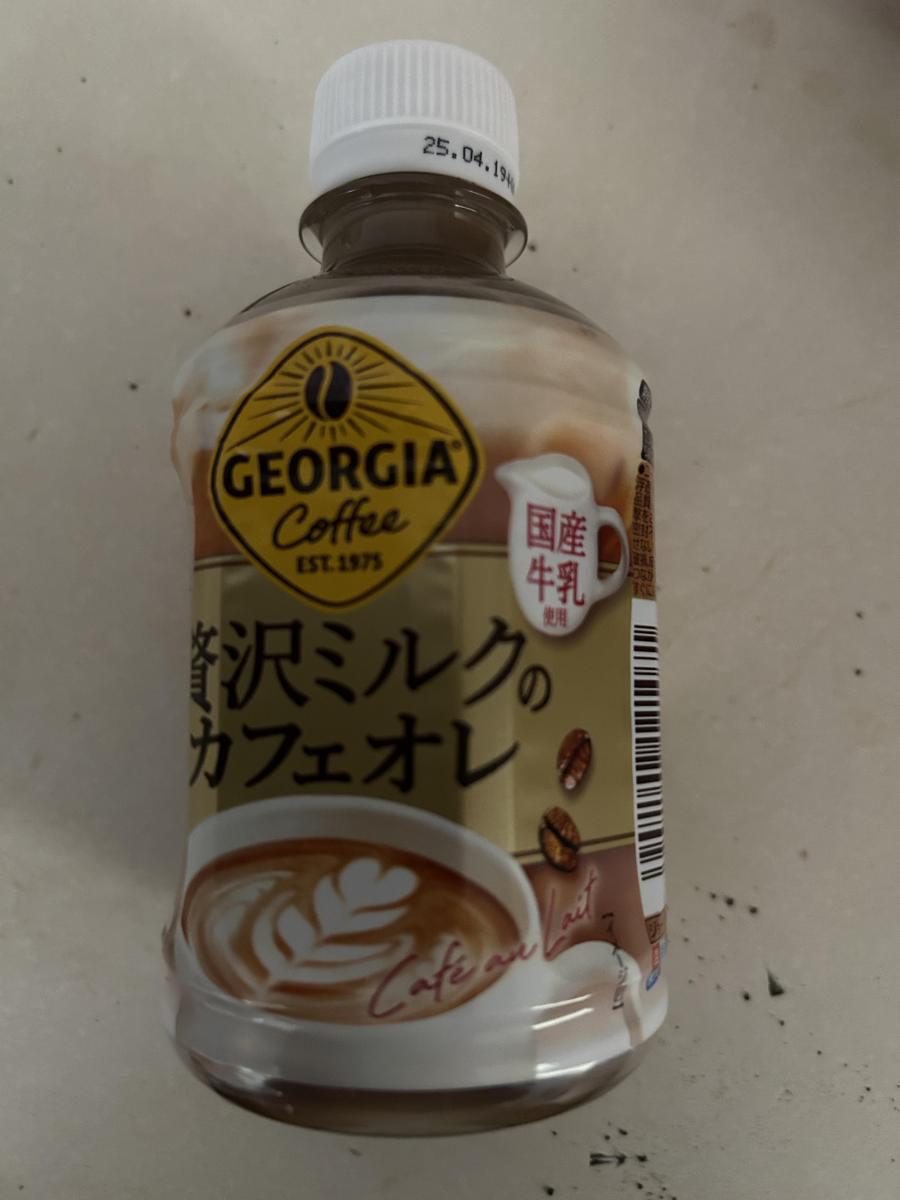 25.04.19
GEORGIA
Coffee
EST. 1975
国産
牛乳
使用
贅沢ミルクの
カフェオレ
Café au Lait